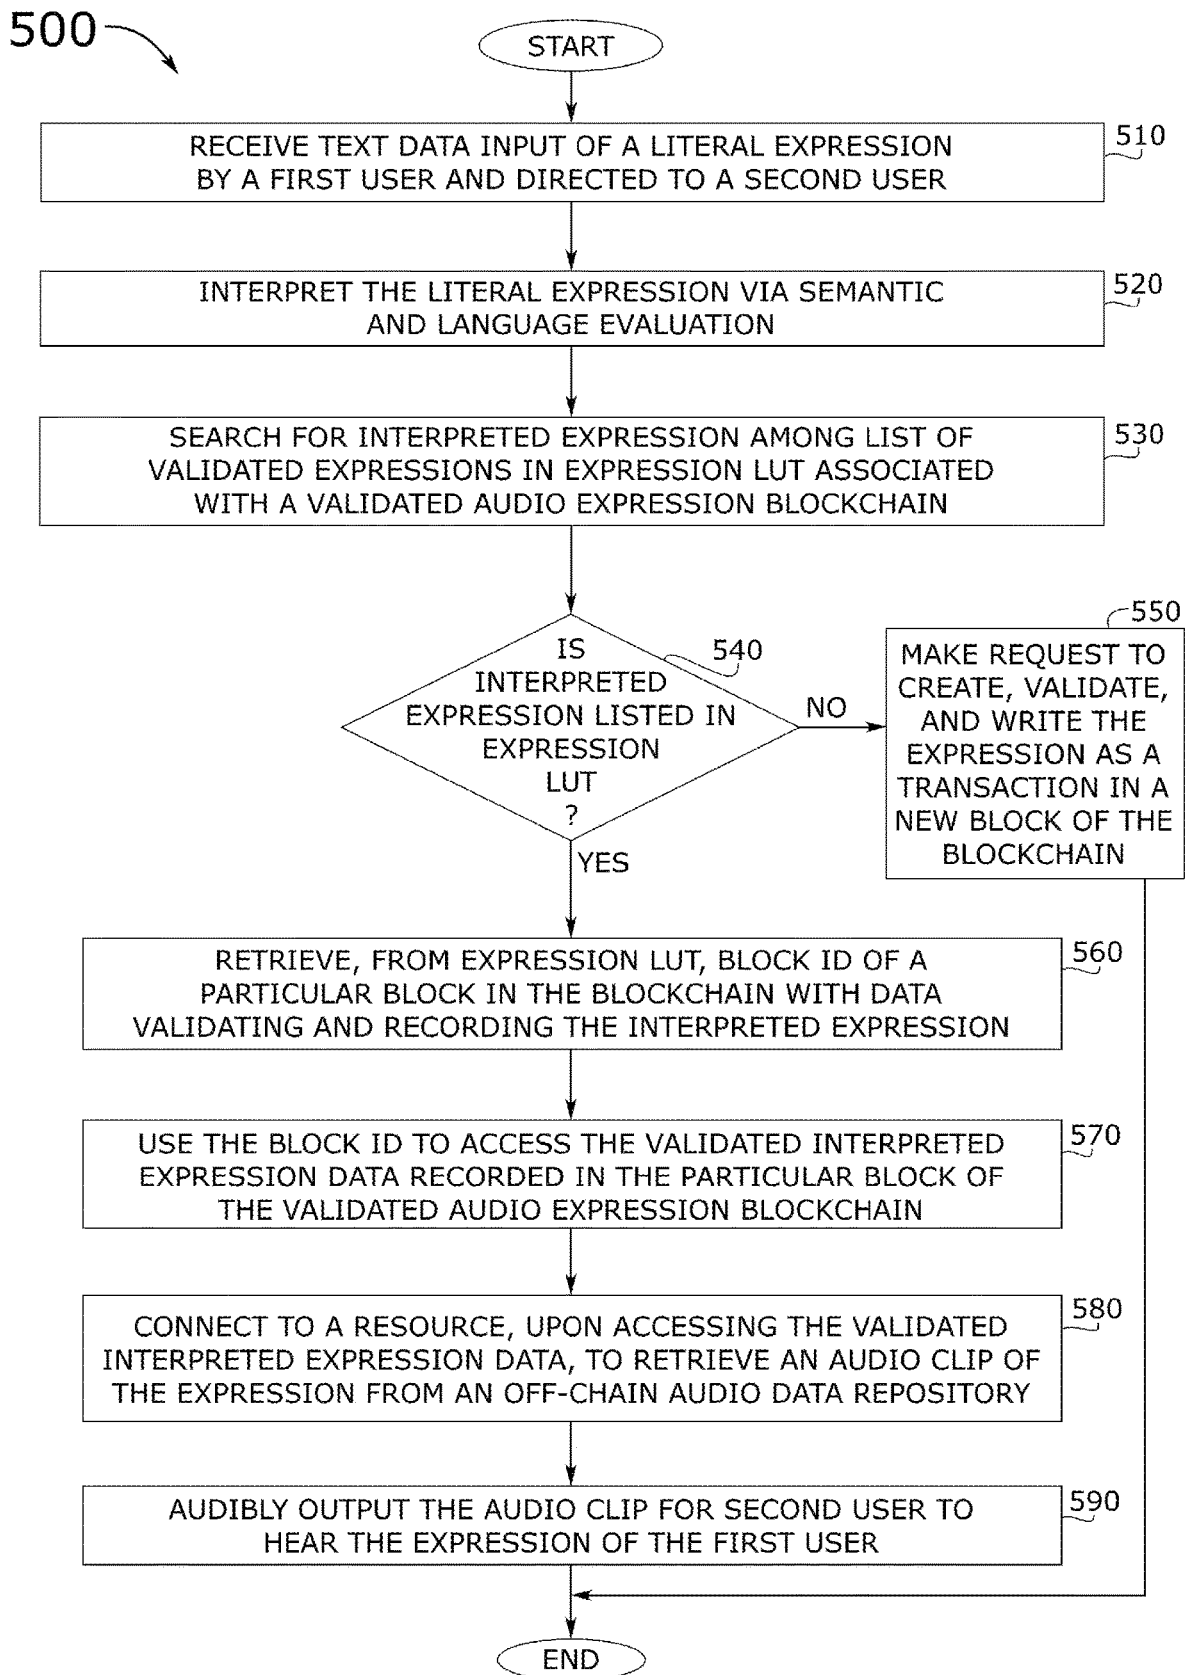 500
START
RECEIVE TEXT DATA INPUT OF A LITERAL EXPRESSION
BY A FIRST USER AND DIRECTED TO A SECOND USER
510
INTERPRET THE LITERAL EXPRESSION VIA SEMANTIC
AND LANGUAGE EVALUATION
520
SEARCH FOR INTERPRETED EXPRESSION AMONG LIST OF
VALIDATED EXPRESSIONS IN EXPRESSION LUT ASSOCIATED
WITH A VALIDATED AUDIO EXPRESSION BLOCKCHAIN
530
IS
INTERPRETED
EXPRESSION LISTED IN
EXPRESSION
LUT
?
540
NO
YES
550
MAKE REQUEST TO
CREATE, VALIDATE,
AND WRITE THE
EXPRESSION AS A
TRANSACTION IN A
NEW BLOCK OF THE
BLOCKCHAIN
RETRIEVE, FROM EXPRESSION LUT, BLOCK ID OF A
PARTICULAR BLOCK IN THE BLOCKCHAIN WITH DATA
VALIDATING AND RECORDING THE INTERPRETED EXPRESSION
560
USE THE BLOCK ID TO ACCESS THE VALIDATED INTERPRETED
EXPRESSION DATA RECORDED IN THE PARTICULAR BLOCK OF
THE VALIDATED AUDIO EXPRESSION BLOCKCHAIN
570
CONNECT TO A RESOURCE, UPON ACCESSING THE VALIDATED
INTERPRETED EXPRESSION DATA, TO RETRIEVE AN AUDIO CLIP OF
THE EXPRESSION FROM AN OFF-CHAIN AUDIO DATA REPOSITORY
580
AUDIBLY OUTPUT THE AUDIO CLIP FOR SECOND USER TO
HEAR THE EXPRESSION OF THE FIRST USER
590
END